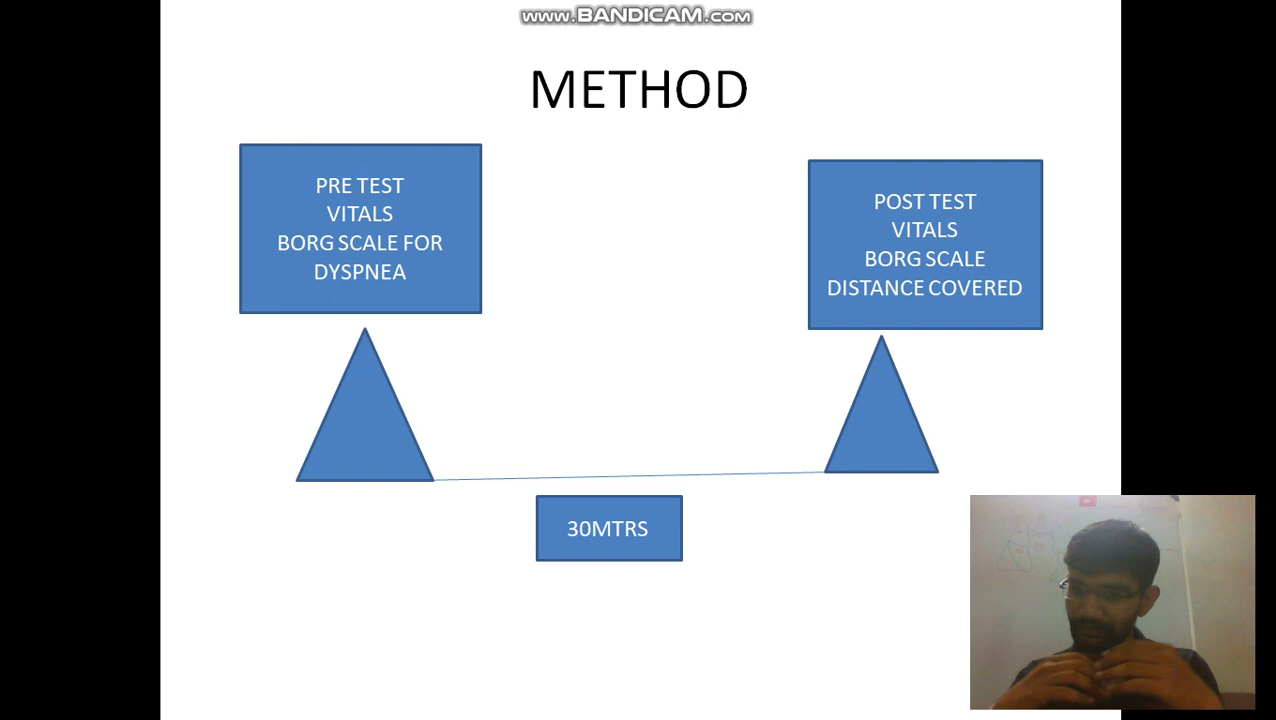 www.BANDICAM.com
METHOD
PRE TEST
VITALS
BORG SCALE FOR
DYSPNEA
POST TEST
VITALS
BORG SCALE
DISTANCE COVERED
30MTRS